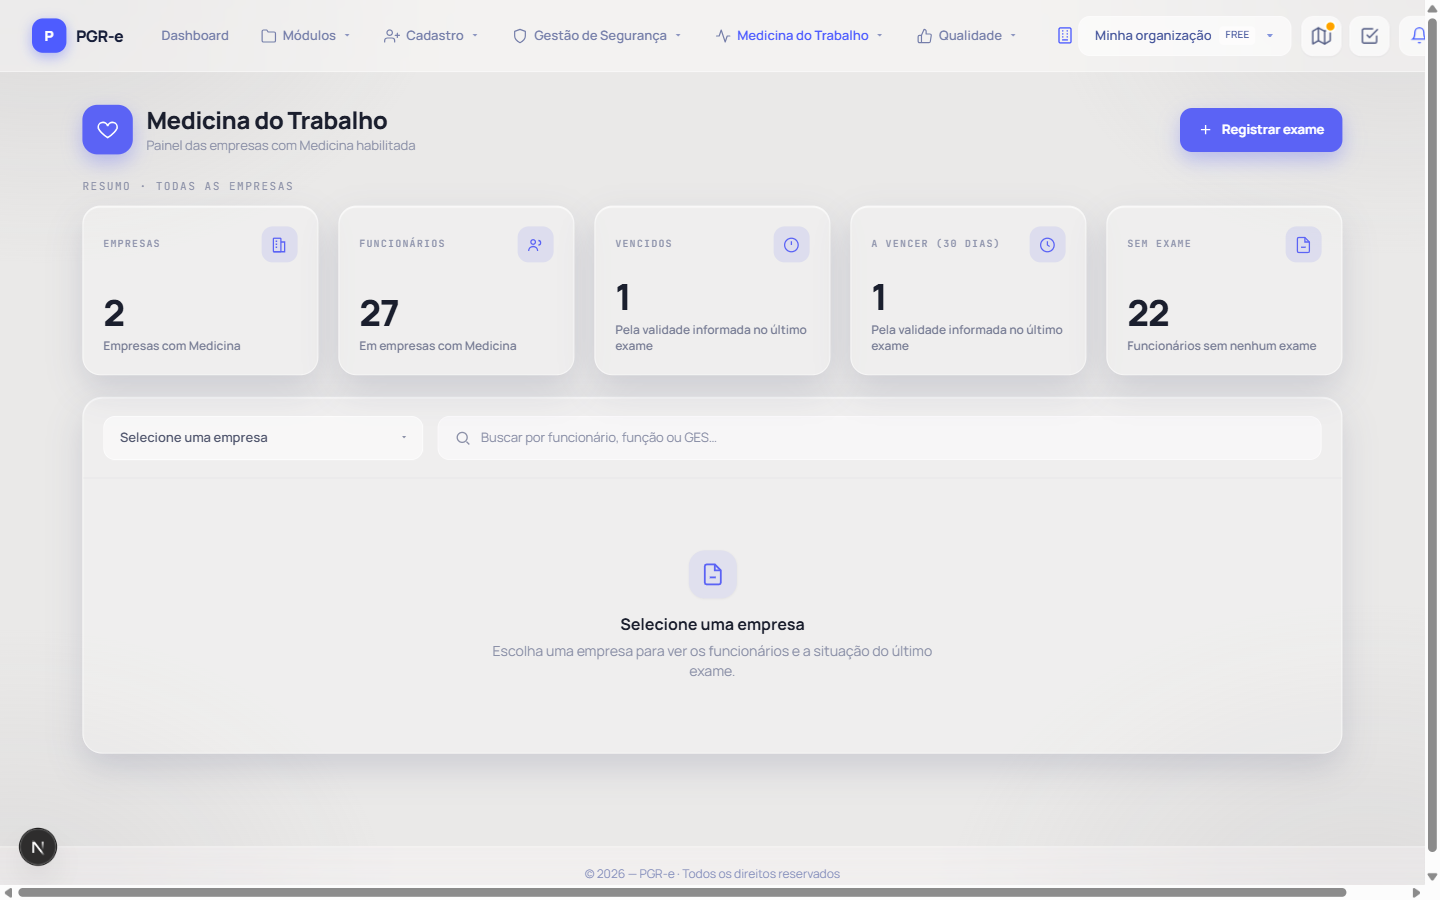 P PGR-e Dashboard Módulos Cadastro Gestão de Segurança Medicina do Trabalho Qualidade Minha organização FREE
Medicina do Trabalho
Painel das empresas com Medicina habilitada
Registrar exame
RESUMO · TODAS AS EMPRESAS
EMPRESAS
2
Empresas com Medicina
FUNCIONÁRIOS
27
Em empresas com Medicina
VENCIDOS
1
Pela validade informada no último
exame
A VENCER (30 DIAS)
1
Pela validade informada no último
exame
SEM EXAME
22
Funcionários sem nenhum exame
Selecione uma empresa
Buscar por funcionário, função ou GES...
Selecione uma empresa
Escolha uma empresa para ver os funcionários e a situação do último
exame.
N
© 2026 — PGR-e · Todos os direitos reservados